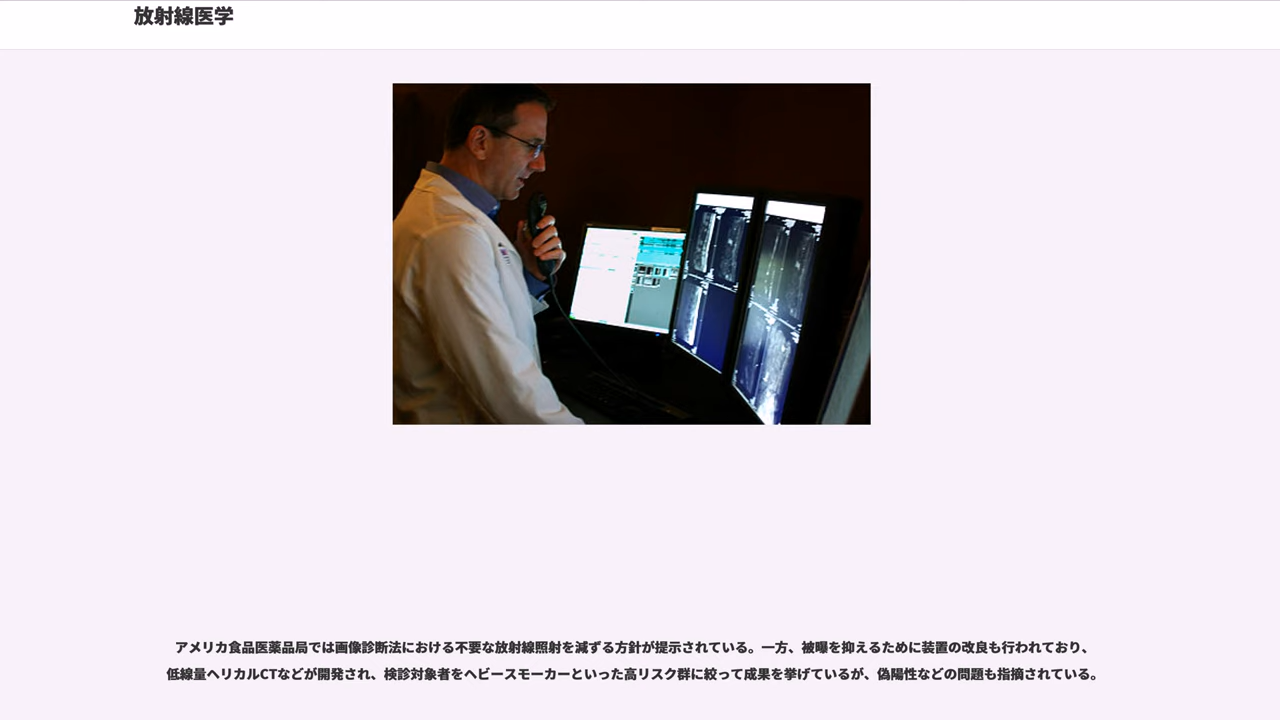 放射線医学
アメリカ食品医薬品局では画像診断法における不要な放射線照射を減ずる方針が提示されている。一方、被曝を抑えるために装置の改良も行われており、
低線量ヘリカルCTなどが開発され、検診対象者をヘビースモーカーといった高リスク群に絞って成果を挙げているが、偽陽性などの問題も指摘されている。